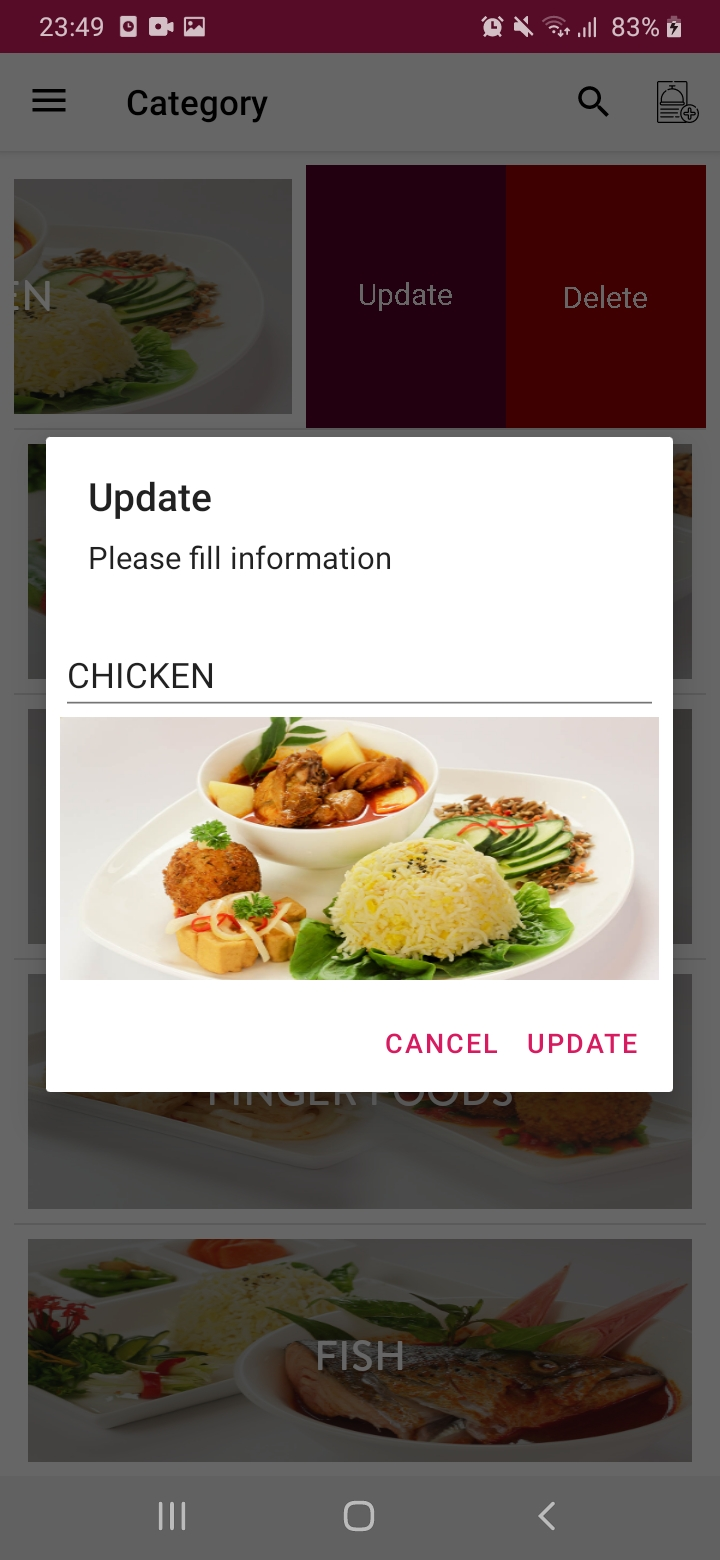 23:49 83%
Category
EN Update Delete
Update
Please fill information
CHICKEN
CANCEL UPDATE
FINGER FOODS
FISH